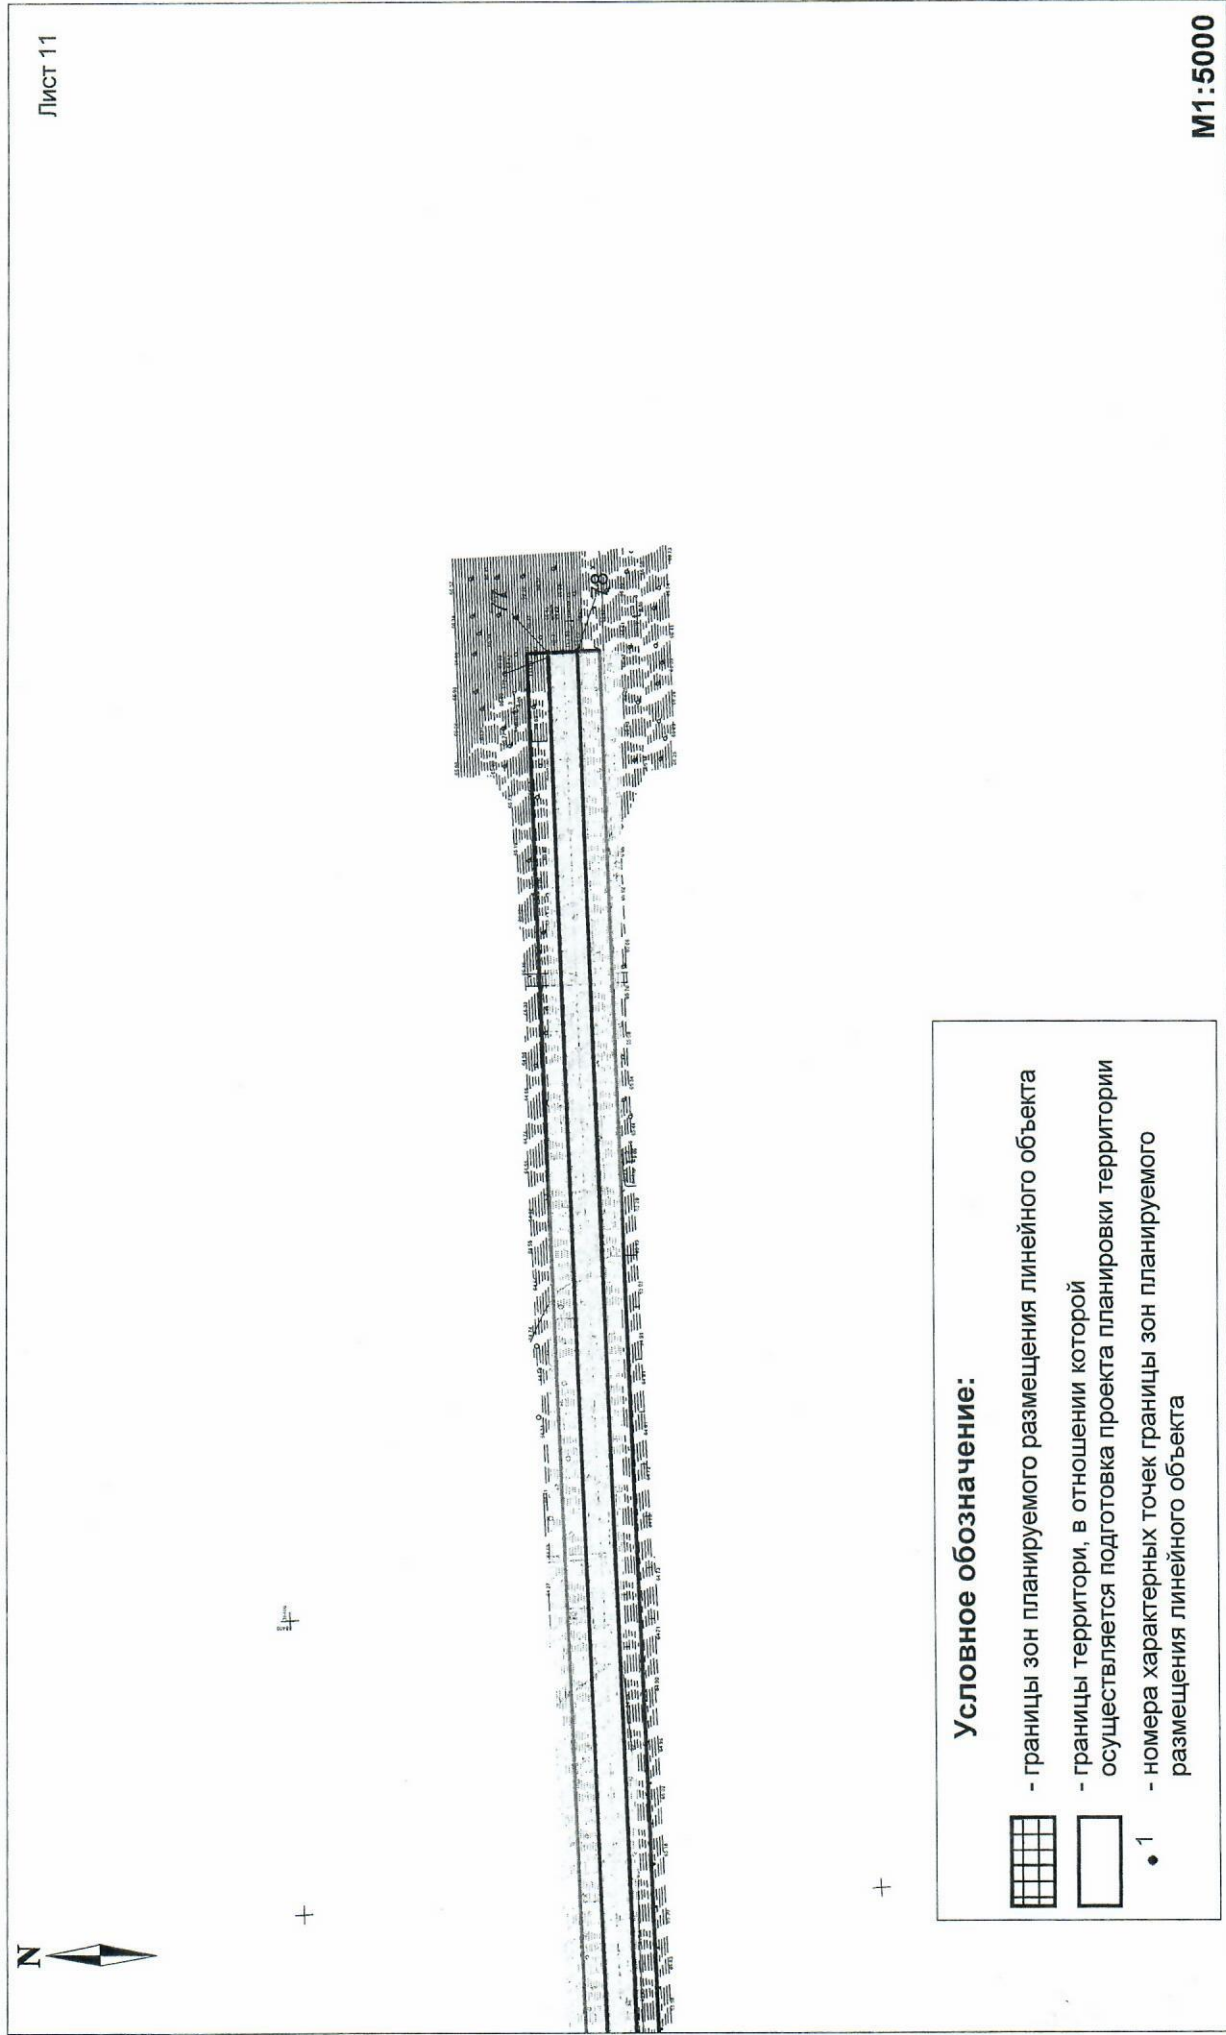 Лист 11
N
77
78
Условное обозначение:
- границы зон планируемого размещения линейного объекта
- границы территори, в отношении которой
осуществляется подготовка проекта планировки территории
1
- номера характерных точек границы зон планируемого
размещения линейного объекта
М1:5000